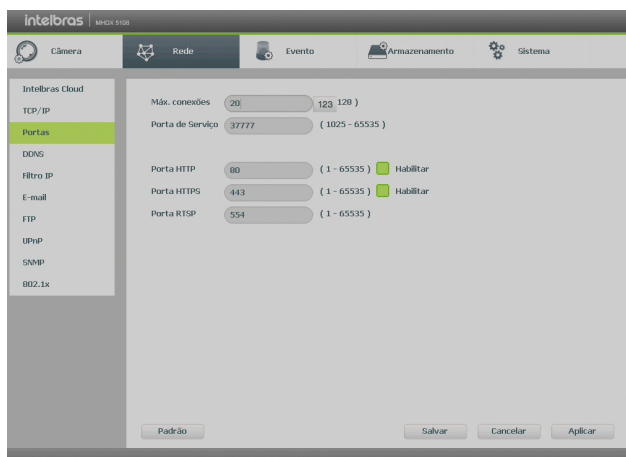 intelbras MHDX 5108
Câmera Rede Evento Armazenamento Sistema
Intelbras Cloud
TCP/IP
Portas
DDNS
Filtro IP
E-mail
FTP
UPnP
SNMP
802.1x
Máx. conexões 20 123 128 )
Porta de Serviço 37777 ( 1025 - 65535 )
Porta HTTP 80 ( 1 - 65535 ) Habilitar
Porta HTTPS 443 ( 1 - 65535 ) Habilitar
Porta RTSP 554 ( 1 - 65535 )
Padrão Salvar Cancelar Aplicar